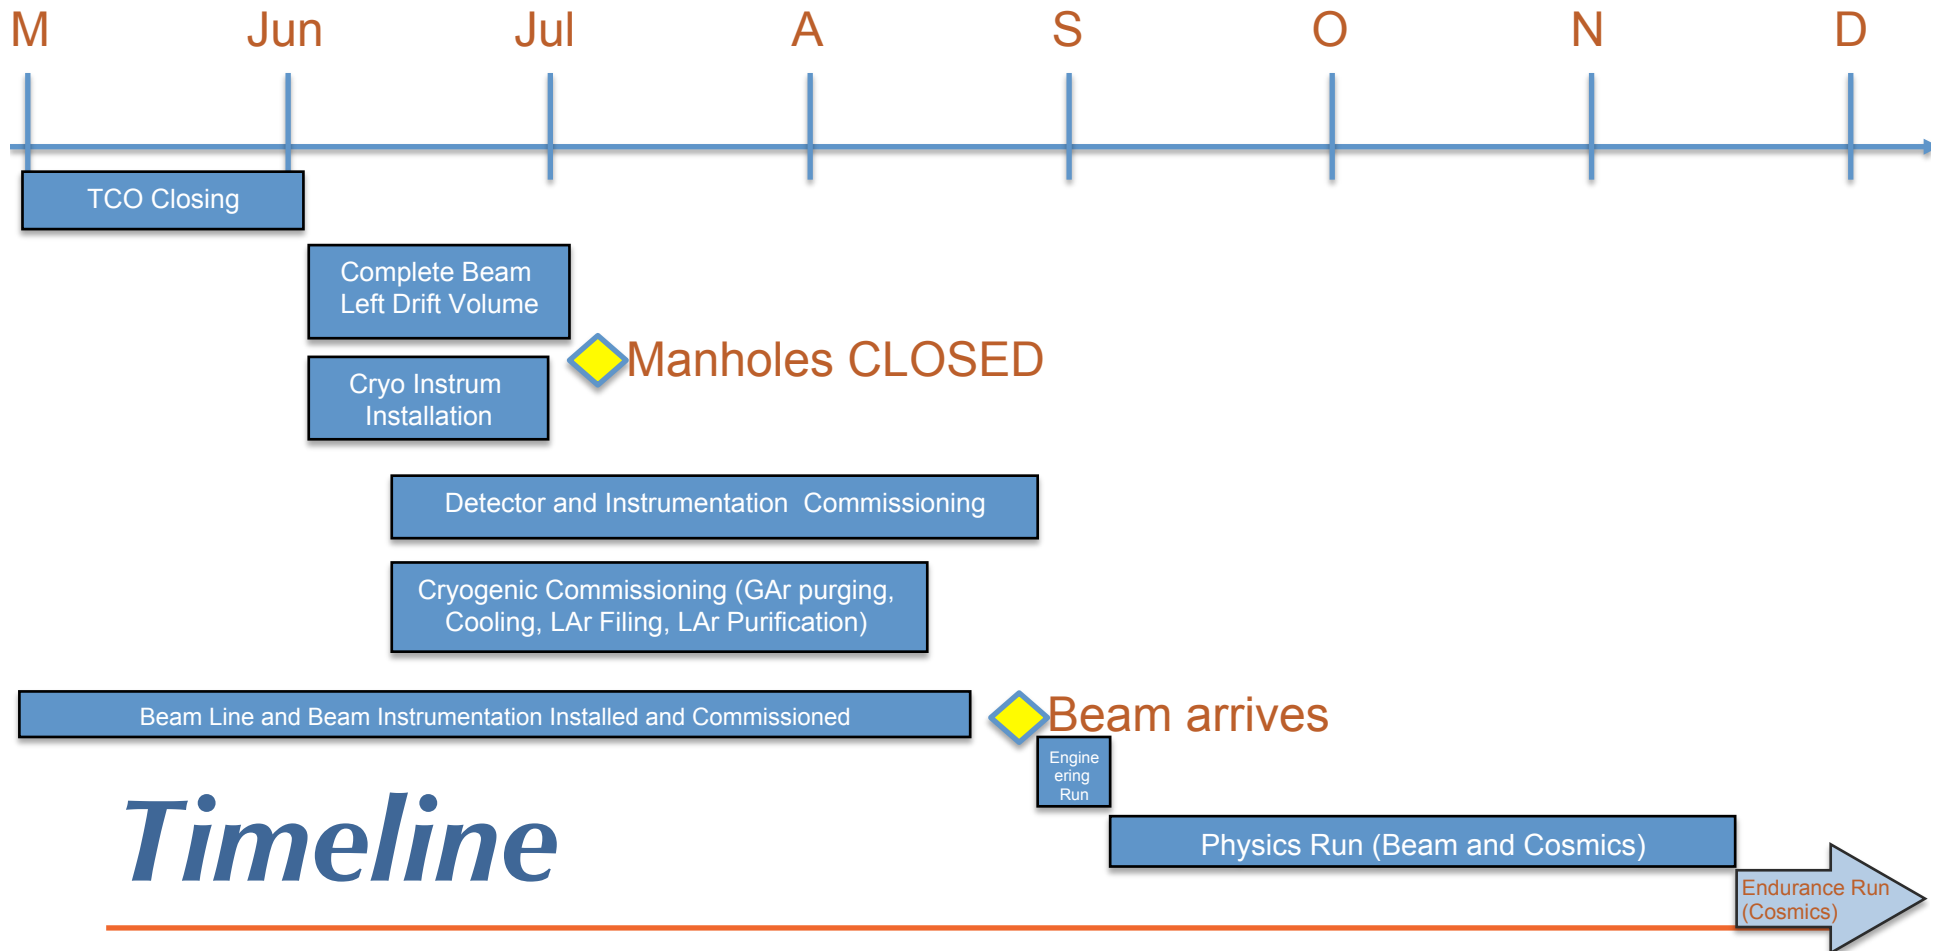 M Jun Jul A S O N D
TCO Closing
Complete Beam
Left Drift Volume
Manholes CLOSED
Cryo Instrum
Installation
Detector and Instrumentation Commissioning
Cryogenic Commissioning (GAr purging,
Cooling, LAr Filing, LAr Purification)
Beam Line and Beam Instrumentation Installed and Commissioned
Beam arrives
Engine
ering
Run
Timeline
Physics Run (Beam and Cosmics)
Endurance Run
(Cosmics)